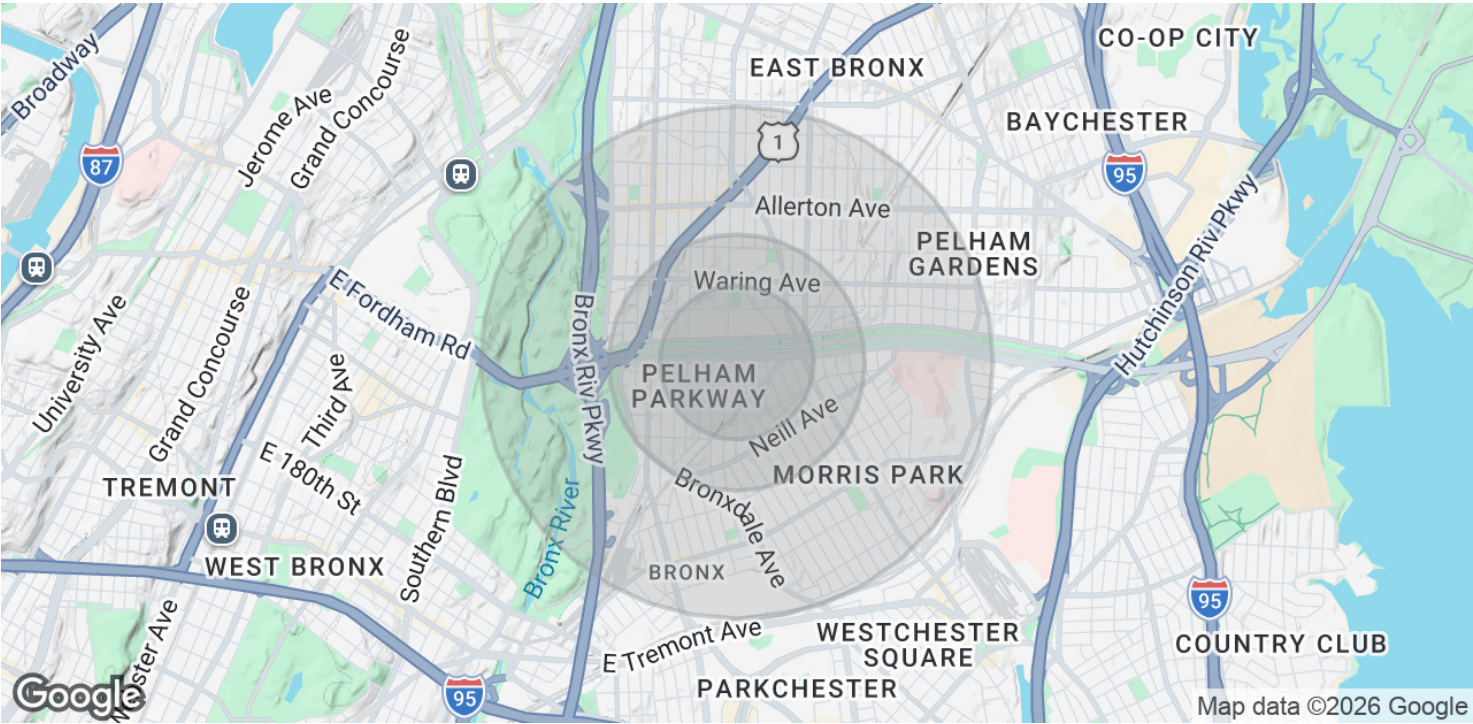 Broadway
CO-OP CITY
EAST BRONX
Jerome Ave
Grand Concourse
BAYCHESTER
1
87
95
Allerton Ave
PELHAM
GARDENS
Waring Ave
Hutchinson Riv Pkwy
E Fordham Rd
University Ave
Grand Concourse
Third Ave
Bronx Riv Pkwy
PELHAM
PARKWAY
Neill Ave
E 180th St
TREMONT
Southern Blvd
MORRIS PARK
Bronxdale Ave
Bronx River
WEST BRONX
BRONX
95
E Tremont Ave
WESTCHESTER
SQUARE
COUNTRY CLUB
PARKCHESTER
95
Google
Map data ©2026 Google